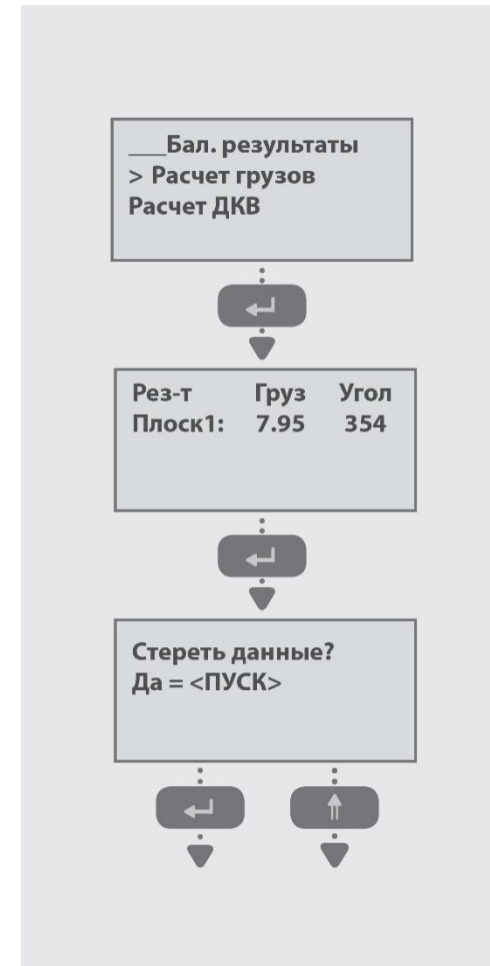 ___Бал. результаты
> Расчет грузов
Расчет ДКВ
Рез-т Груз Угол
Плоск1: 7.95 354
Стереть данные?
Да = <ПУСК>